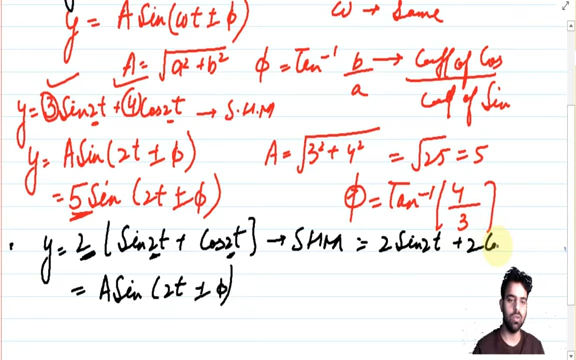 y = A Sin(ωt ± φ) ω → Same
A = √a² + b² φ = Tan⁻¹ b/a → Coeff of Cos / Coeff of Sin
y = 3 Sin2t + 4 Cos2t → S.H.M
y = A Sin(2t ± φ) A = √3² + 4² = √25 = 5
= 5 Sin(2t ± φ) φ = Tan⁻¹[4/3]
y = 2 [Sin2t + Cos2t] → SHM = 2 Sin2t + 2 C
= A Sin(2t ± φ)